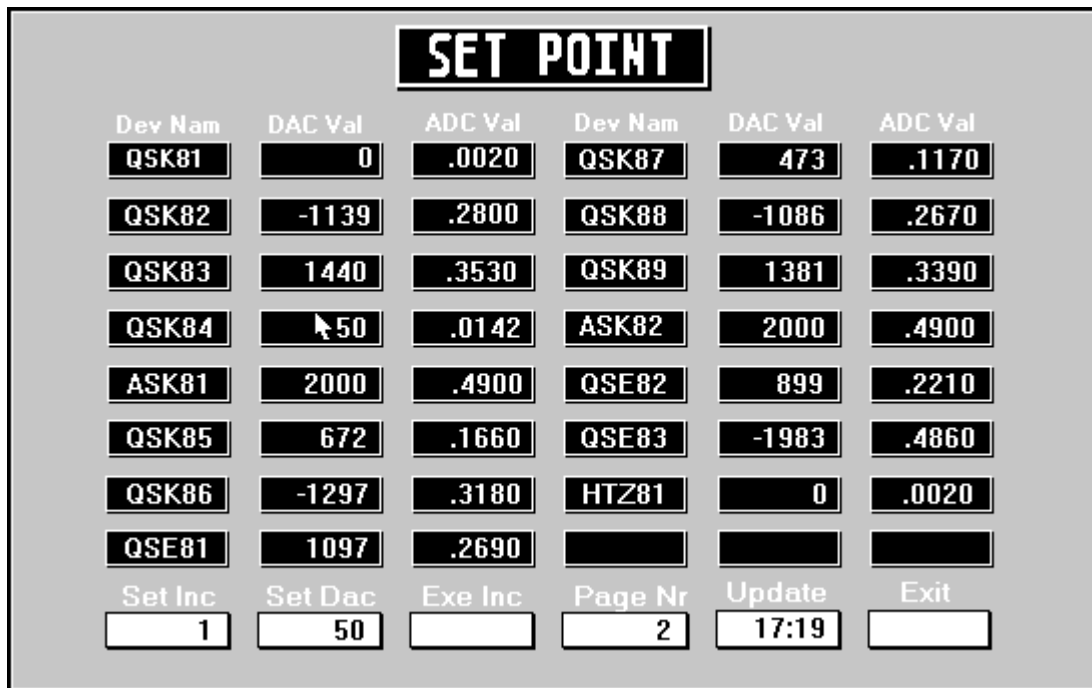 SET POINT
Dev Nam DAC Val ADC Val Dev Nam DAC Val ADC Val
QSK81 0 .0020 QSK87 473 .1170
QSK82 -1139 .2800 QSK88 -1086 .2670
QSK83 1440 .3530 QSK89 1381 .3390
QSK84 50 .0142 ASK82 2000 .4900
ASK81 2000 .4900 QSE82 899 .2210
QSK85 672 .1660 QSE83 -1983 .4860
QSK86 -1297 .3180 HTZ81 0 .0020
QSE81 1097 .2690
Set Inc Set Dac Exe Inc Page Nr Update Exit
1 50 2 17:19